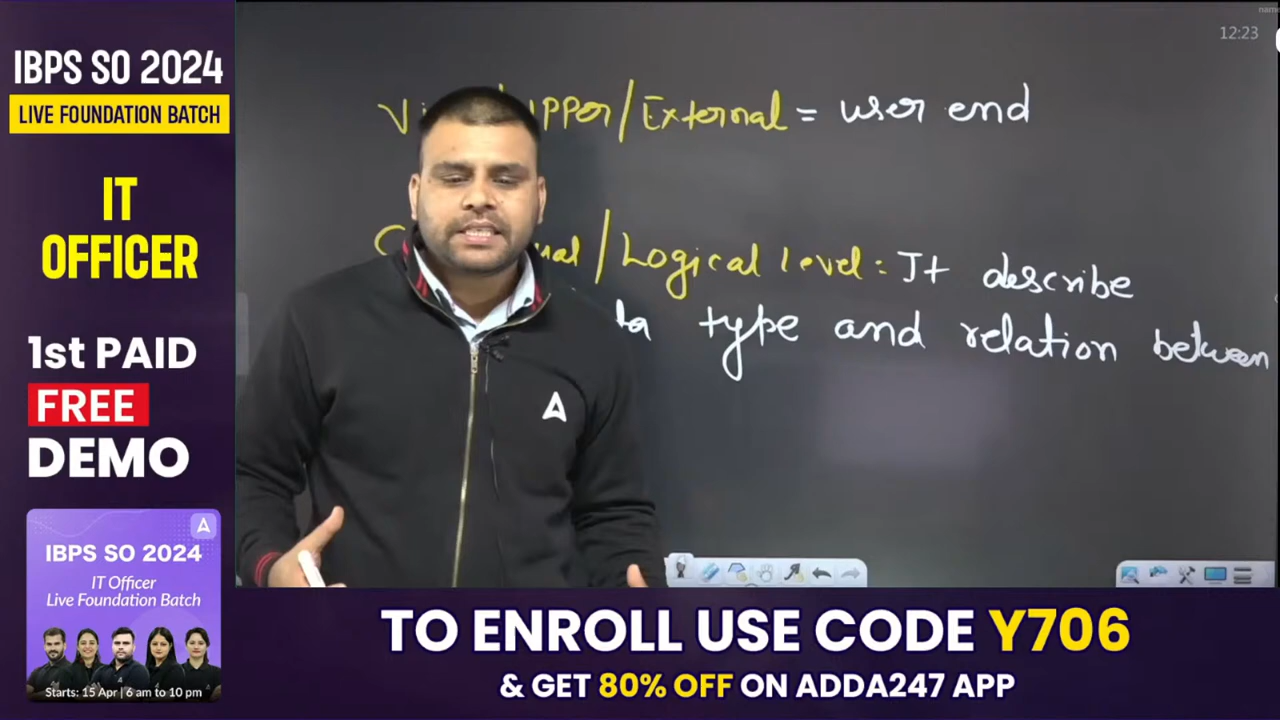 IBPS SO 2024
LIVE FOUNDATION BATCH
IT
OFFICER
1st PAID
FREE
DEMO
IBPS SO 2024
IT Officer
Live Foundation Batch
Starts: 15 Apr | 6 am to 10 pm
12:23
/ External = user end
/ Logical level : It describe
type and relation between
TO ENROLL USE CODE Y706
& GET 80% OFF ON ADDA247 APP